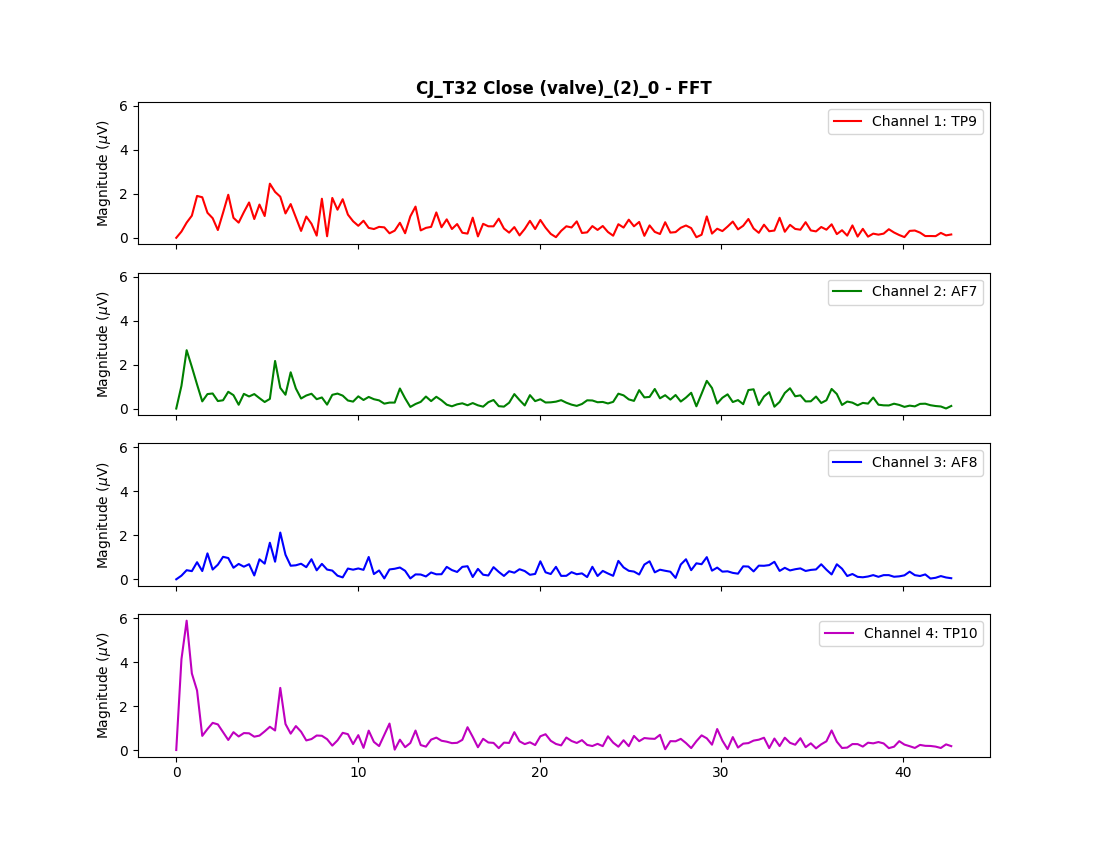 CJ_T32 Close (valve)_(2)_0 - FFT
6
4
2
0
Magnitude (μV)
Channel 1: TP9
6
4
2
0
Magnitude (μV)
Channel 2: AF7
6
4
2
0
Magnitude (μV)
Channel 3: AF8
6
4
2
0
Magnitude (μV)
Channel 4: TP10
0 10 20 30 40